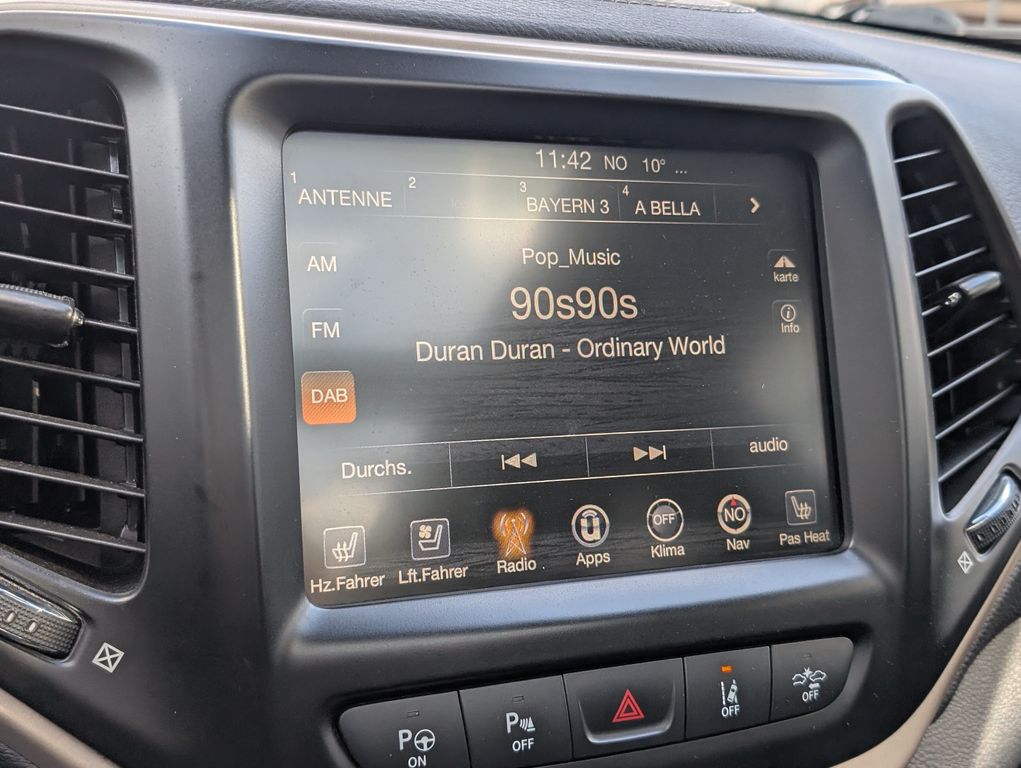 11:42 NO 10° ...
1 ANTENNE 2 3 BAYERN 3 4 A BELLA
AM
Pop_Music
karte
90s90s
FM
Info
Duran Duran - Ordinary World
DAB
Durchs. audio
OFF NO
Hz.Fahrer Lft.Fahrer Radio Apps Klima Nav Pas Heat
P ON
P OFF
OFF
OFF